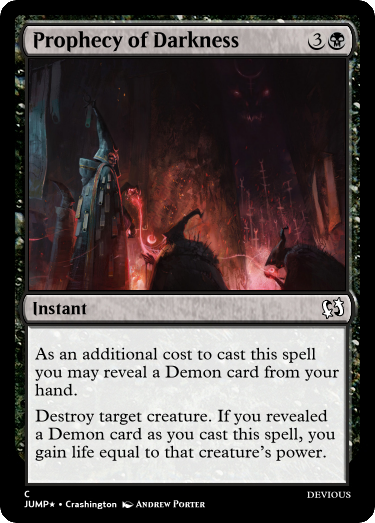 Prophecy of Darkness 3
Instant
As an additional cost to cast this spell
you may reveal a Demon card from your
hand.
Destroy target creature. If you revealed
a Demon card as you cast this spell, you
gain life equal to that creature's power.
C DEVIOUS
JUMP★ • Crashington Andrew Porter